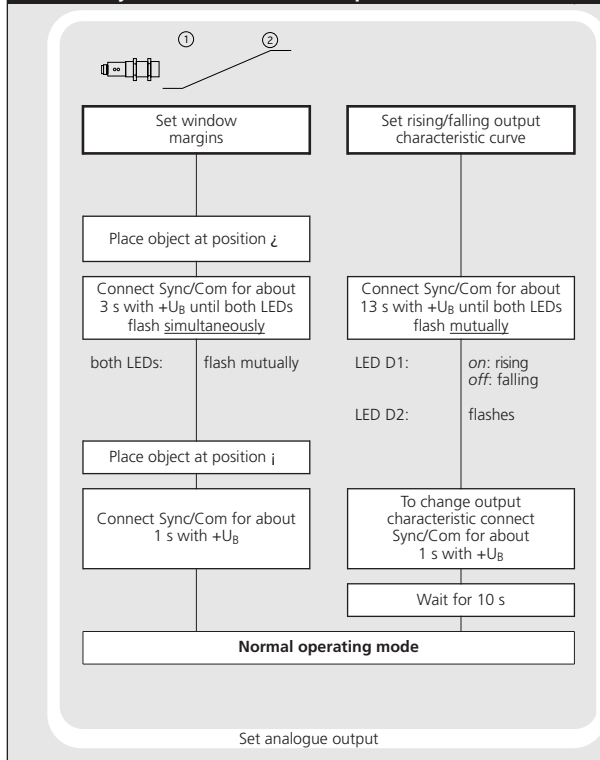 ① ②
Set window
margins
Set rising/falling output
characteristic curve
Place object at position ¿
Connect Sync/Com for about
3 s with +UB until both LEDs
flash simultaneously
Connect Sync/Com for about
13 s with +UB until both LEDs
flash mutually
both LEDs: flash mutually
LED D1: on: rising
off: falling
LED D2: flashes
Place object at position ¡
Connect Sync/Com for about
1 s with +UB
To change output
characteristic connect
Sync/Com for about
1 s with +UB
Wait for 10 s
Normal operating mode
Set analogue output